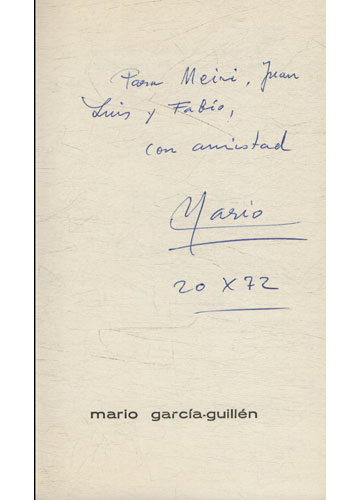 Para Meiri, Juan
Luis y Fabio,
con amistad
Mario
20 X 72
mario garcía-guillén